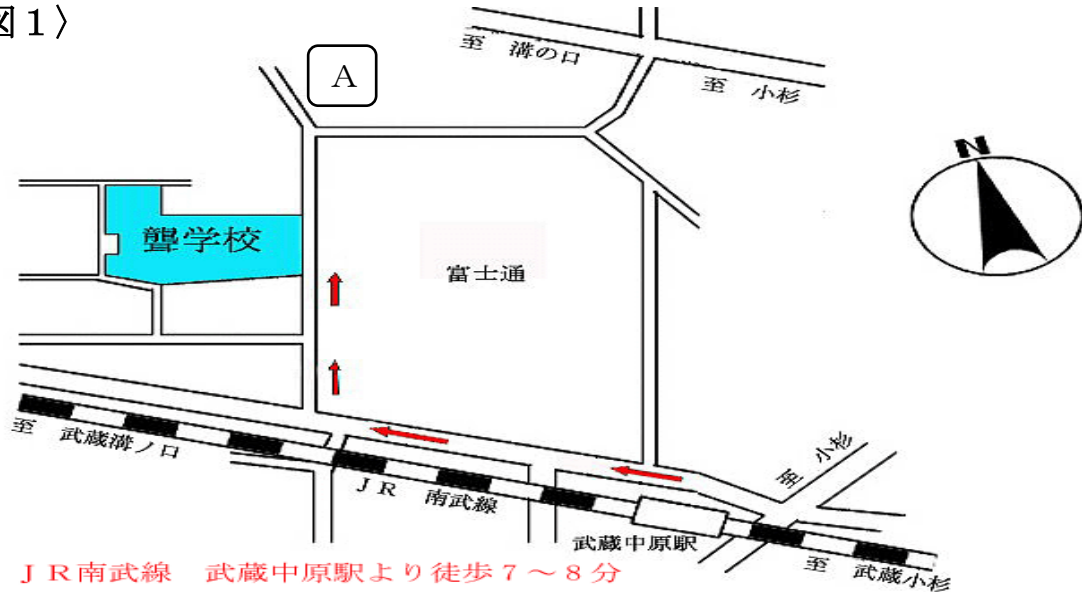 図１〉
至 溝の口
至 小杉
A
N
聾学校
富士通
至 小杉
至 武蔵溝ノ口
ＪＲ 南武線
武蔵中原駅
至 武蔵小杉
ＪＲ南武線 武蔵中原駅より徒歩７～８分